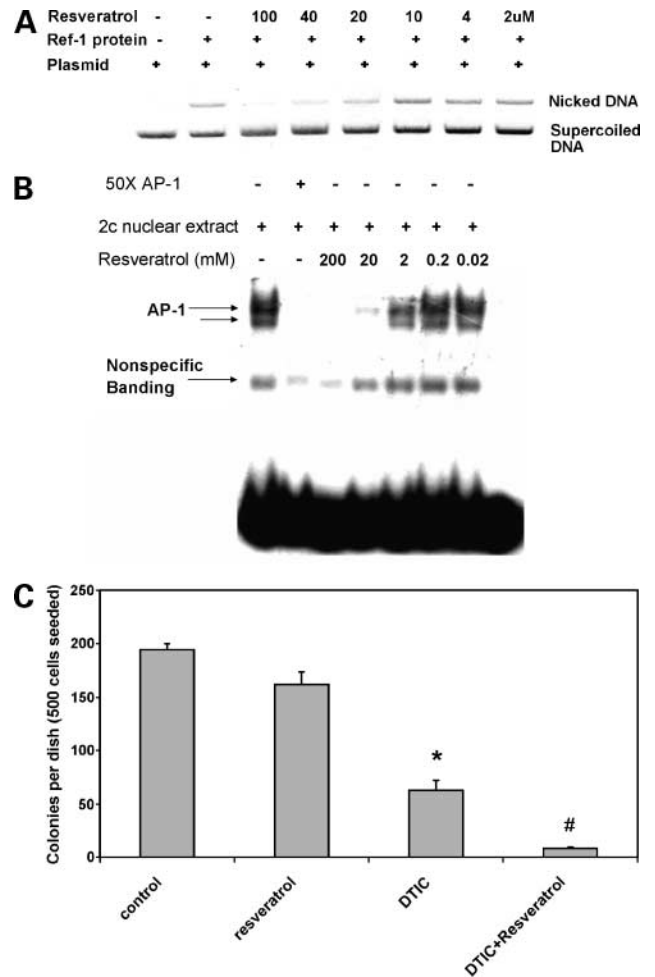 A
Resveratrol - - 100 40 20 10 4 2uM
Ref-1 protein - + + + + + + +
Plasmid + + + + + + + +
Nicked DNA
Supercoiled
DNA
B
50X AP-1 - + - - - - -
2c nuclear extract + + + + + + +
Resveratrol (mM) - - 200 20 2 0.2 0.02
AP-1
Nonspecific
Banding
C
Colonies per dish (500 cells seeded)
250
200
150
100
50
0
*
#
control
resveratrol
DTIC
DTIC+Resveratrol